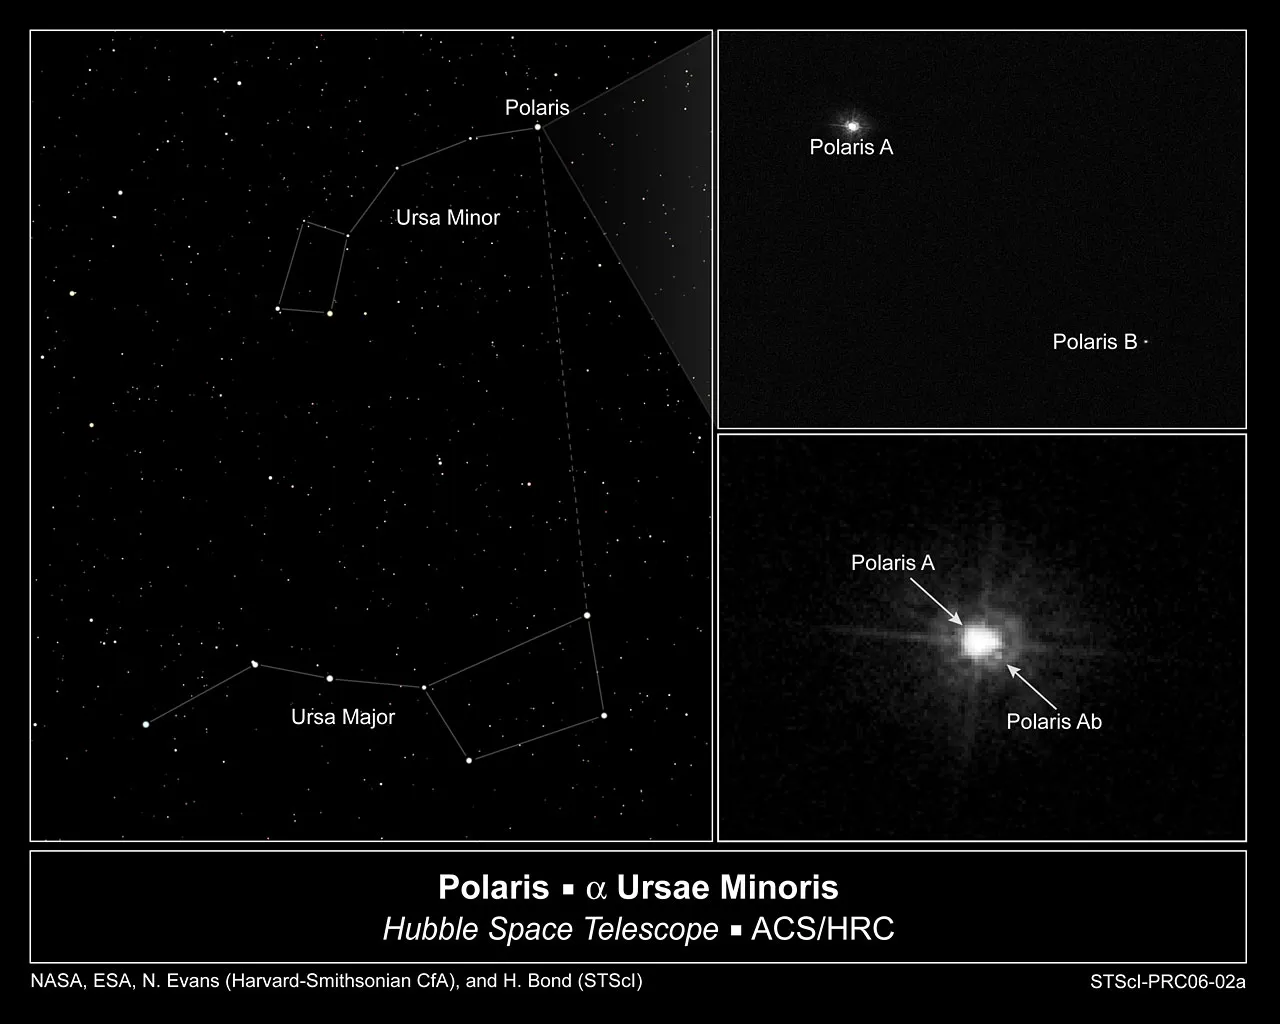 Polaris
Ursa Minor
Ursa Major
Polaris A
Polaris B
Polaris A
Polaris Ab
Polaris ▪ α Ursae Minoris
Hubble Space Telescope ▪ ACS/HRC
NASA, ESA, N. Evans (Harvard-Smithsonian CfA), and H. Bond (STScI)
STScI-PRC06-02a